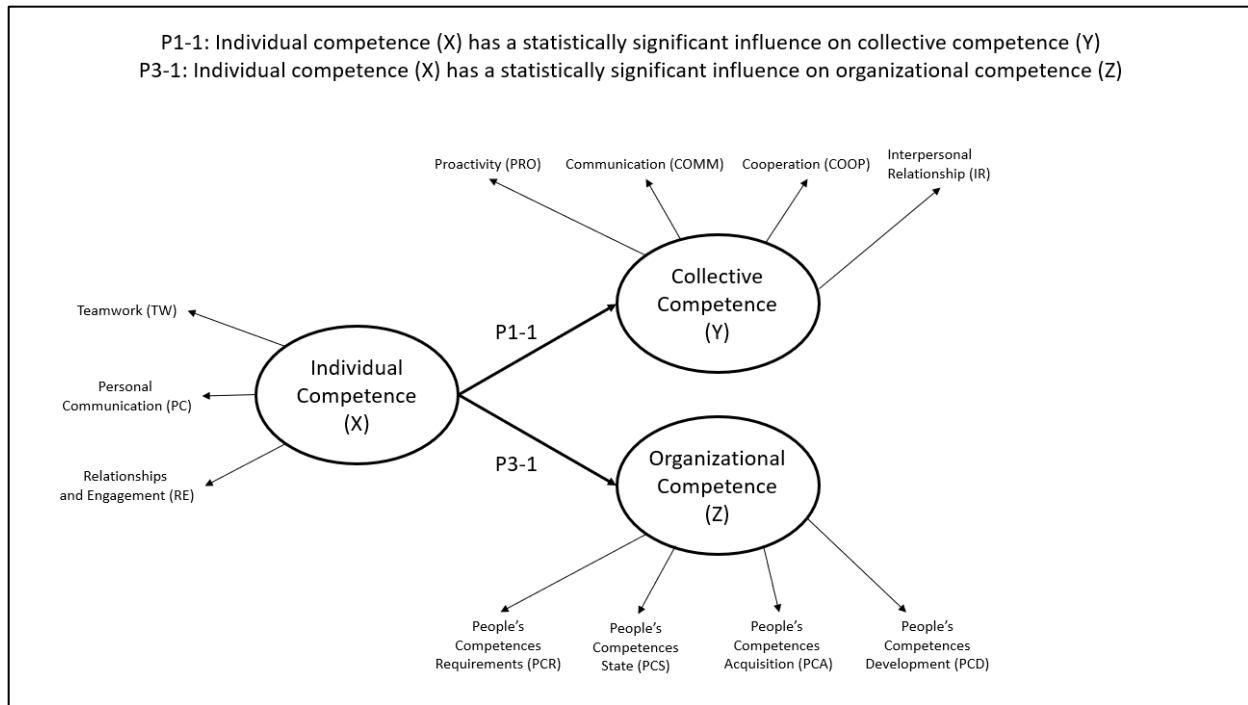 P1-1: Individual competence (X) has a statistically significant influence on collective competence (Y)
P3-1: Individual competence (X) has a statistically significant influence on organizational competence (Z)
Proactivity (PRO)
Communication (COMM)
Cooperation (COOP)
Interpersonal
Relationship (IR)
Collective
Competence
(Y)
Teamwork (TW)
P1-1
Individual
Competence
(X)
Personal
Communication (PC)
Relationships
and Engagement (RE)
P3-1
Organizational
Competence
(Z)
People's
Competences
Requirements (PCR)
People's
Competences
State (PCS)
People's
Competences
Acquisition (PCA)
People's
Competences
Development (PCD)